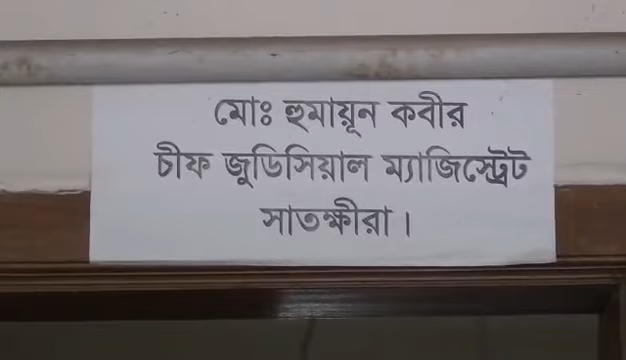 মোঃ হুমায়ূন কবীর
চীফ জুডিসিয়াল ম্যাজিস্ট্রেট
সাতক্ষীরা।